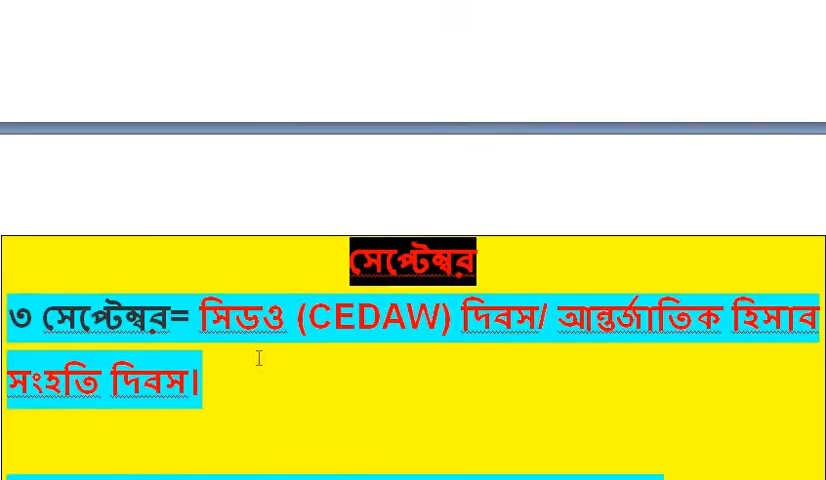 সেপ্টেম্বর
৩ সেপ্টেম্বর= সিডও (CEDAW) দিবস/ আন্তর্জাতিক হিসাব
সংহতি দিবস।